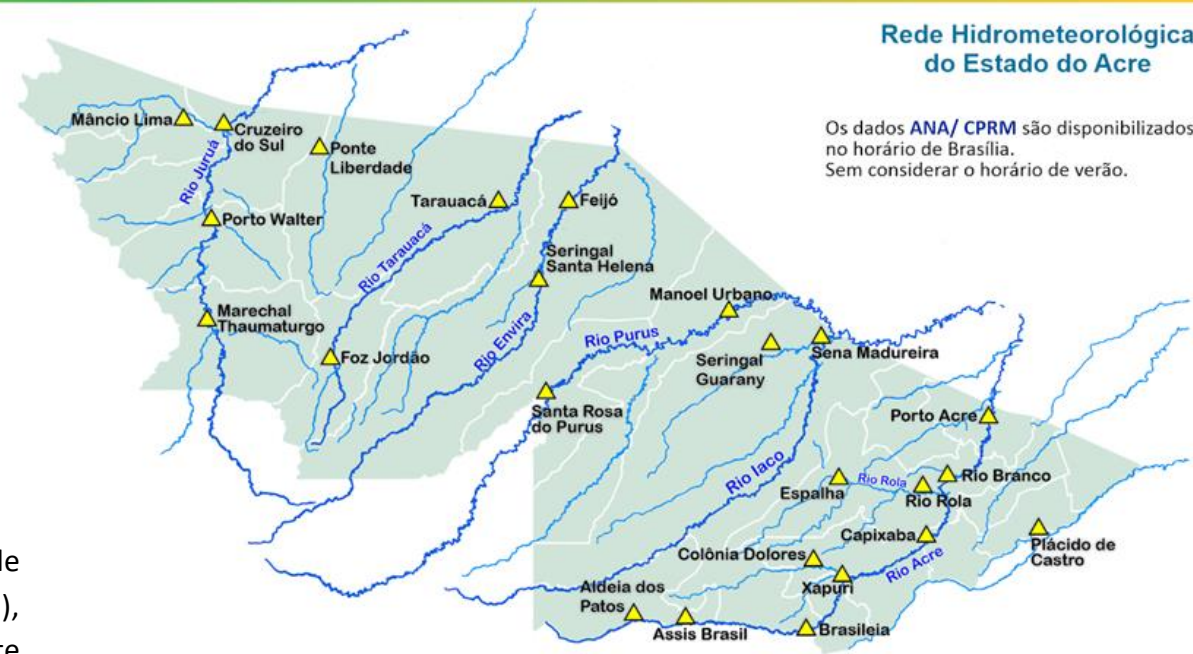 Rede Hidrometeorológica
do Estado do Acre
Os dados ANA/ CPRM são disponibilizados
no horário de Brasília.
Sem considerar o horário de verão.
Mâncio Lima
Cruzeiro
do Sul
Ponte
Liberdade
Rio Juruá
Tarauacá
Feijó
Porto Walter
Rio Tarauacá
Seringal
Santa Helena
Manoel Urbano
Marechal
Thaumaturgo
Rio Envira
Rio Purus
Foz Jordão
Seringal
Guarany
Sena Madureira
Santa Rosa
do Purus
Porto Acre
Rio Iaco
Espalha
Rio Rola
Rio Branco
Rio Rola
Capixaba
Plácido de
Castro
Colônia Dolores
Rio Acre
Xapuri
Aldeia dos
Patos
Assis Brasil
Brasileia
de
),
te